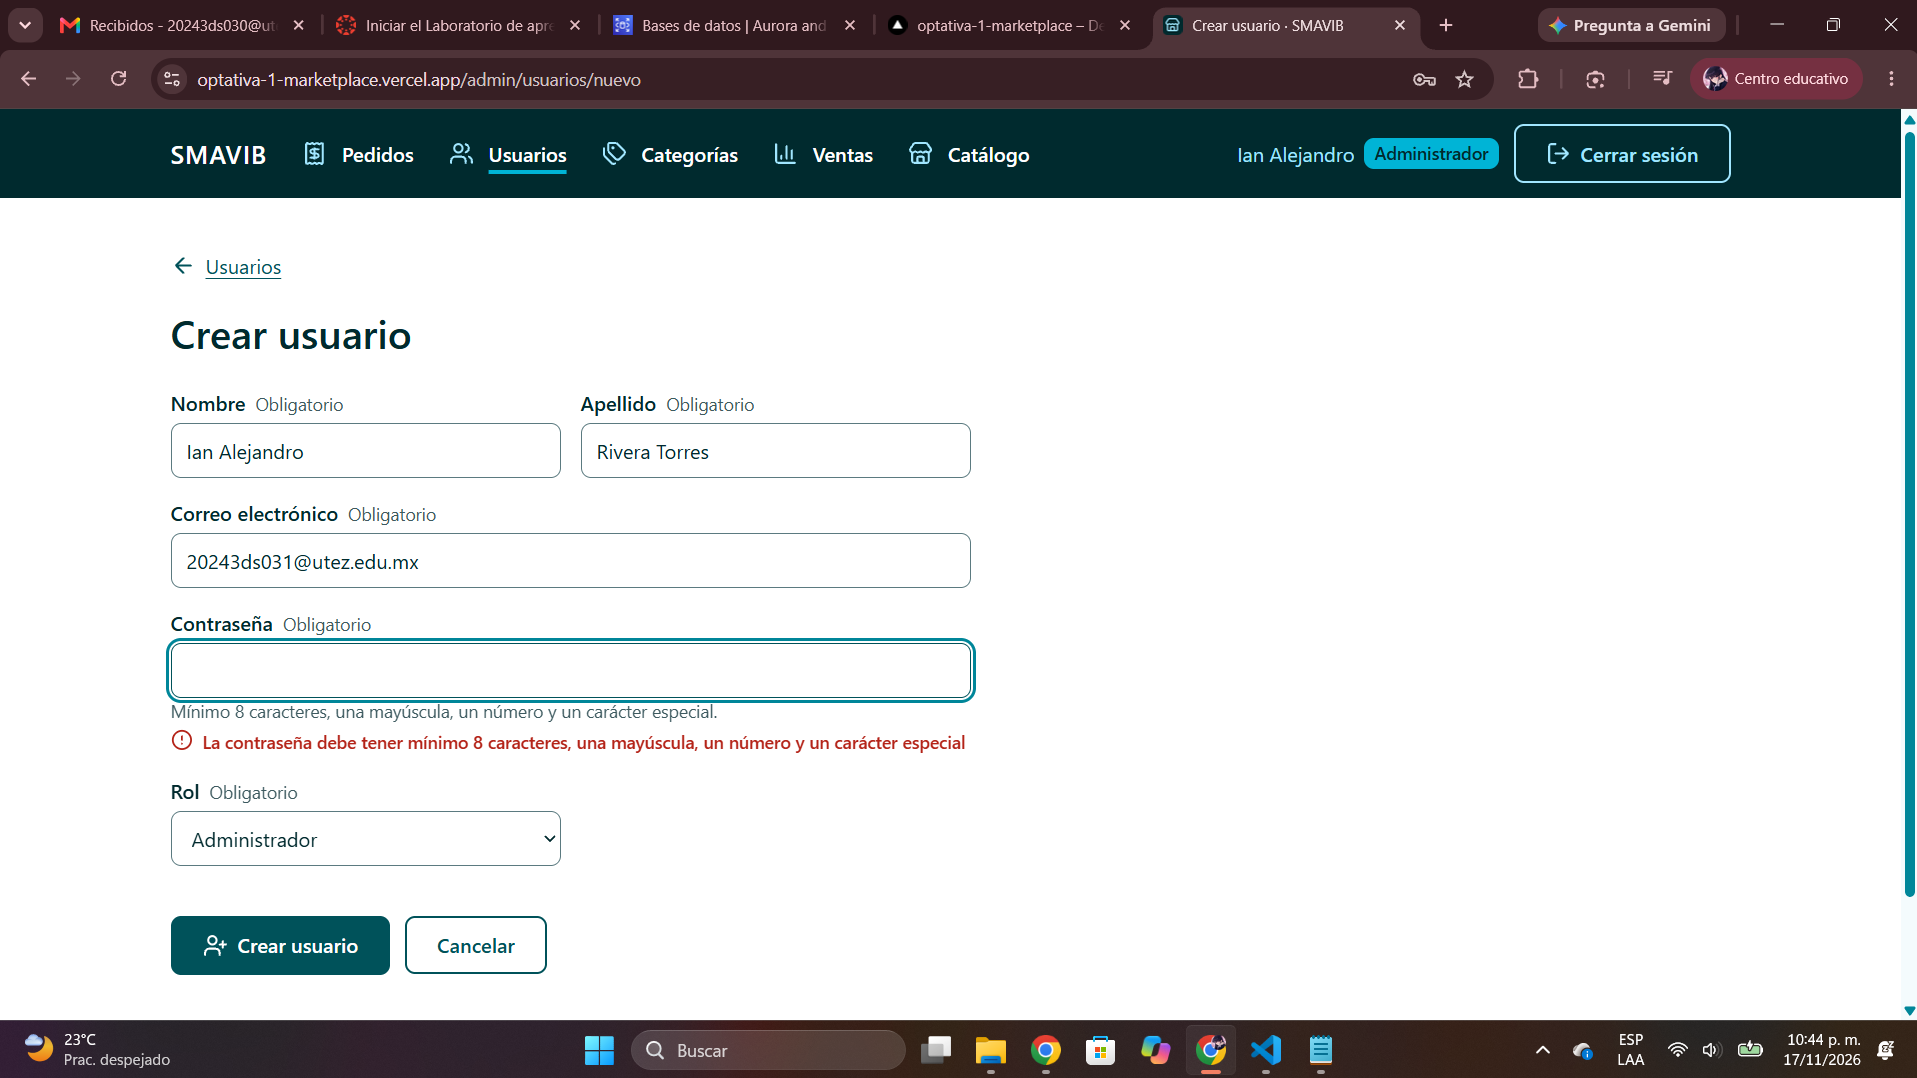 Recibidos - 20243ds030@ut
Iniciar el Laboratorio de apre
Bases de datos | Aurora and
optativa-1-marketplace – De
Crear usuario · SMAVIB
Pregunta a Gemini
optativa-1-marketplace.vercel.app/admin/usuarios/nuevo
Centro educativo
SMAVIB
Pedidos
Usuarios
Categorías
Ventas
Catálogo
Ian Alejandro
Administrador
Cerrar sesión
Usuarios
Crear usuario
Nombre Obligatorio
Apellido Obligatorio
Ian Alejandro
Rivera Torres
Correo electrónico Obligatorio
20243ds031@utez.edu.mx
Contraseña Obligatorio
Mínimo 8 caracteres, una mayúscula, un número y un carácter especial.
La contraseña debe tener mínimo 8 caracteres, una mayúscula, un número y un carácter especial
Rol Obligatorio
Administrador
Crear usuario
Cancelar
23°C
Prac. despejado
Buscar
ESP
LAA
10:44 p. m.
17/11/2026